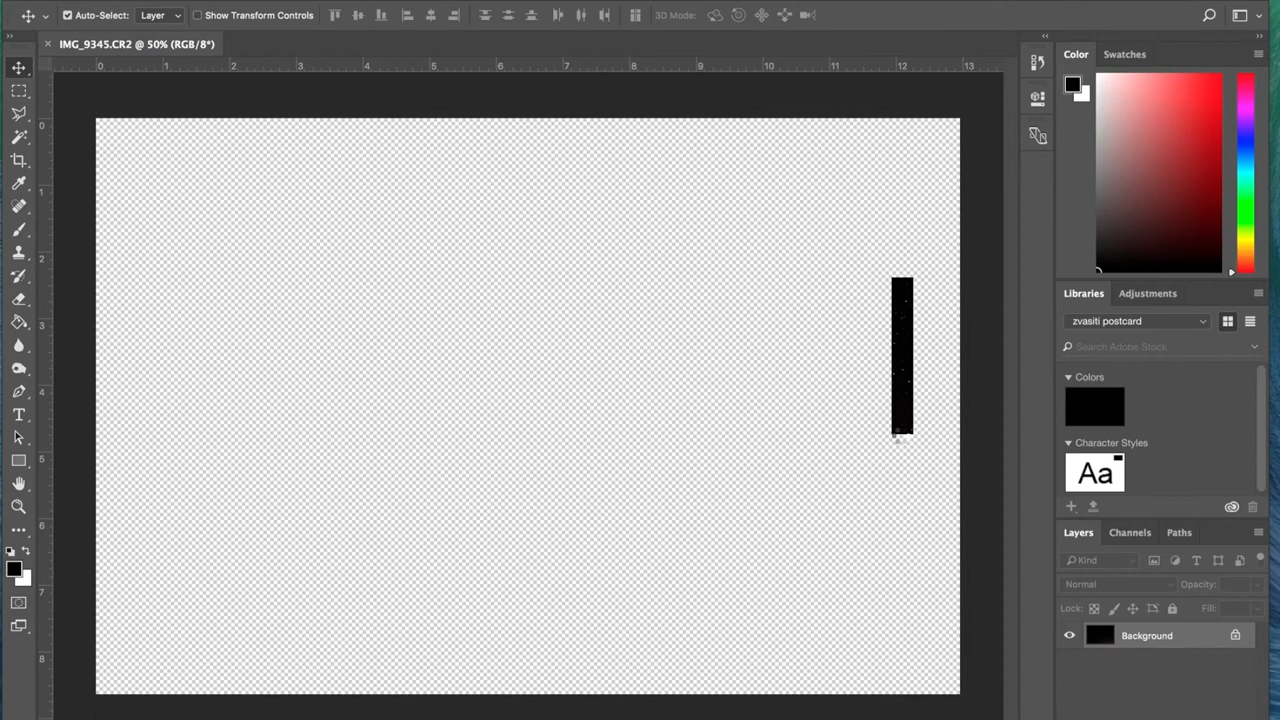 Auto-Select: Layer Show Transform Controls 3D Mode:
IMG_9345.CR2 @ 50% (RGB/8*)
0 1 2 3 4 5 6 7 8 9 10 11 12 13
0
1
2
3
4
5
6
7
8
T
Color Swatches
Libraries Adjustments
zvasiti postcard
Search Adobe Stock
Colors
Character Styles
Aa
Layers Channels Paths
Kind T
Normal Opacity:
Lock: Fill:
Background